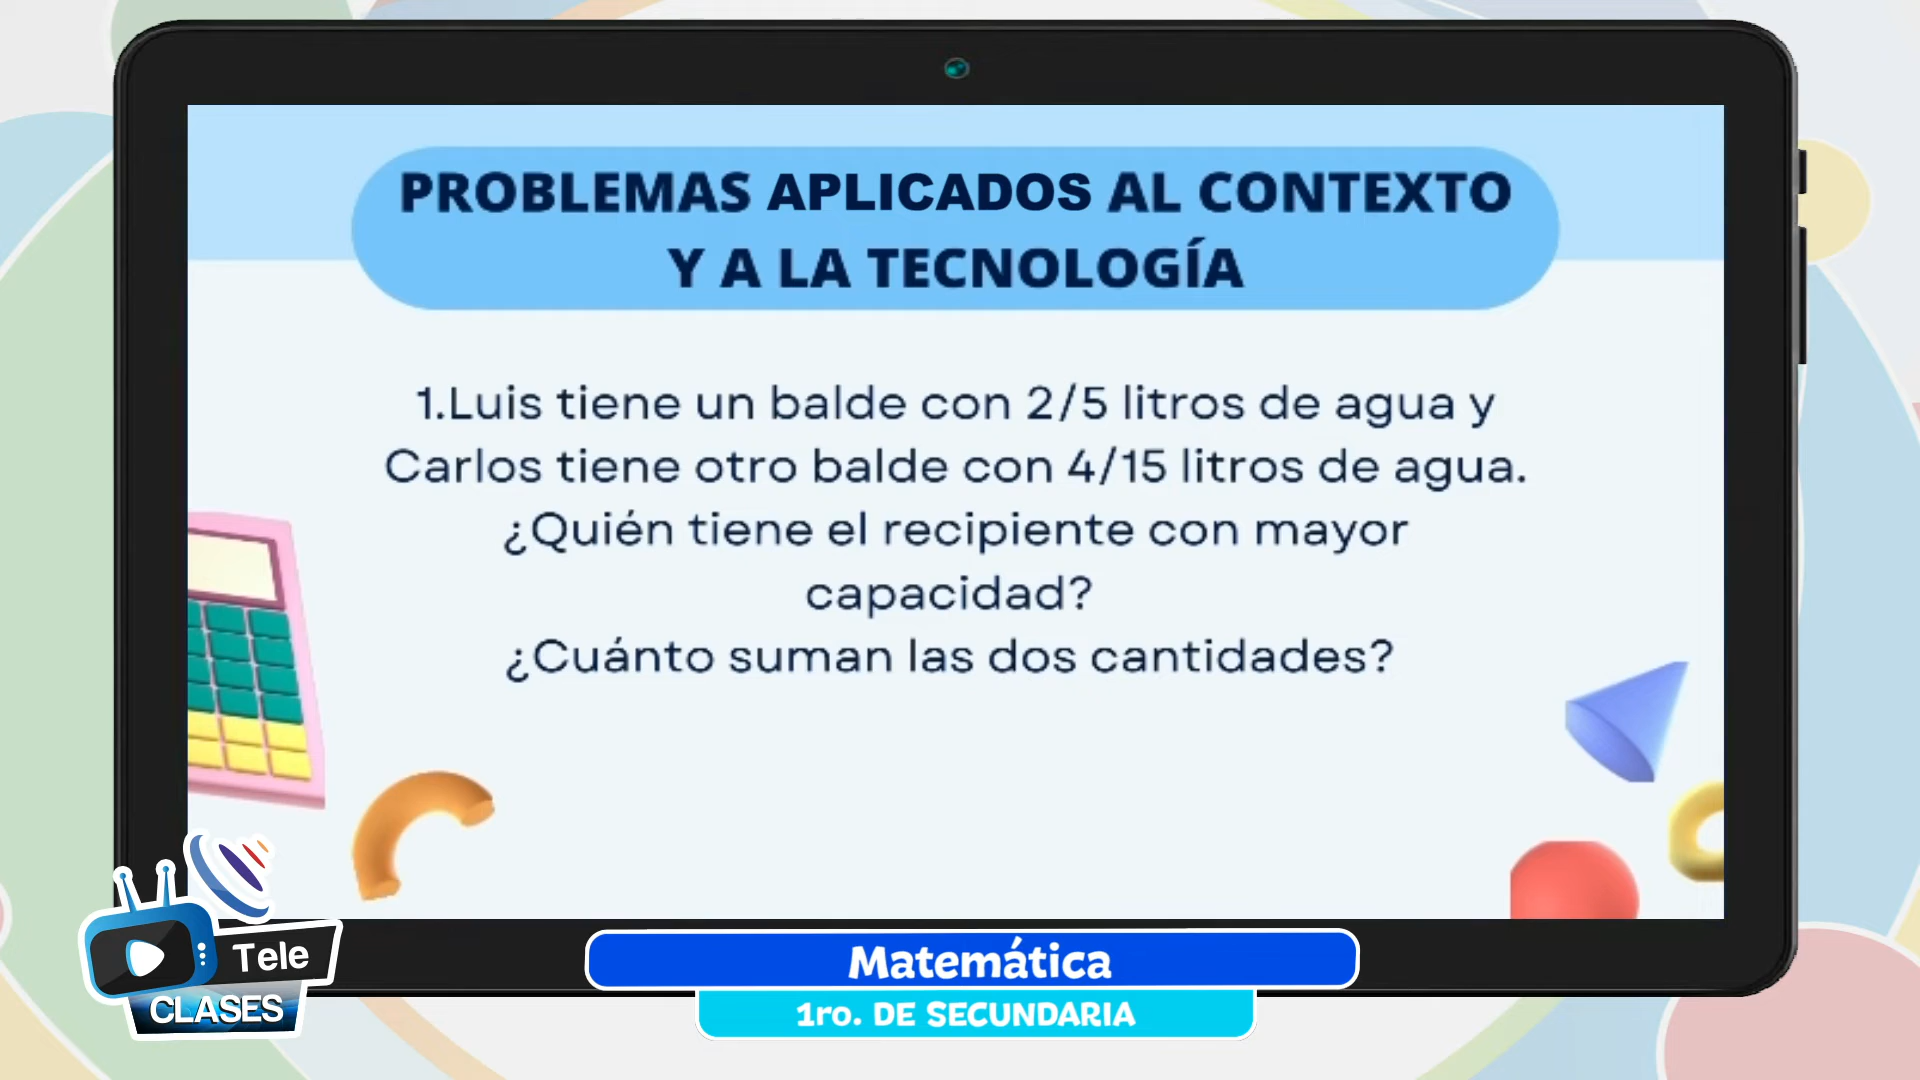 PROBLEMAS APLICADOS AL CONTEXTO
Y A LA TECNOLOGÍA
1.Luis tiene un balde con 2/5 litros de agua y
Carlos tiene otro balde con 4/15 litros de agua.
¿Quién tiene el recipiente con mayor
capacidad?
¿Cuánto suman las dos cantidades?
Tele
CLASES
Matemática
1ro. DE SECUNDARIA